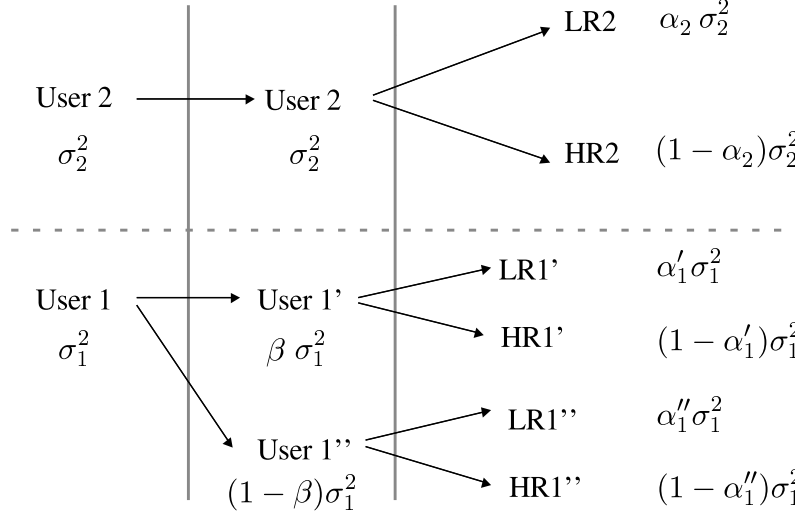 LR2 α₂ σ₂²
User 2 User 2
σ₂² σ₂²
HR2 (1 − α₂)σ₂²
LR1' α₁′σ₁²
User 1 User 1'
σ₁² β σ₁²
HR1' (1 − α₁′)σ₁²
LR1'' α₁″σ₁²
User 1''
(1 − β)σ₁²
HR1'' (1 − α₁″)σ₁²